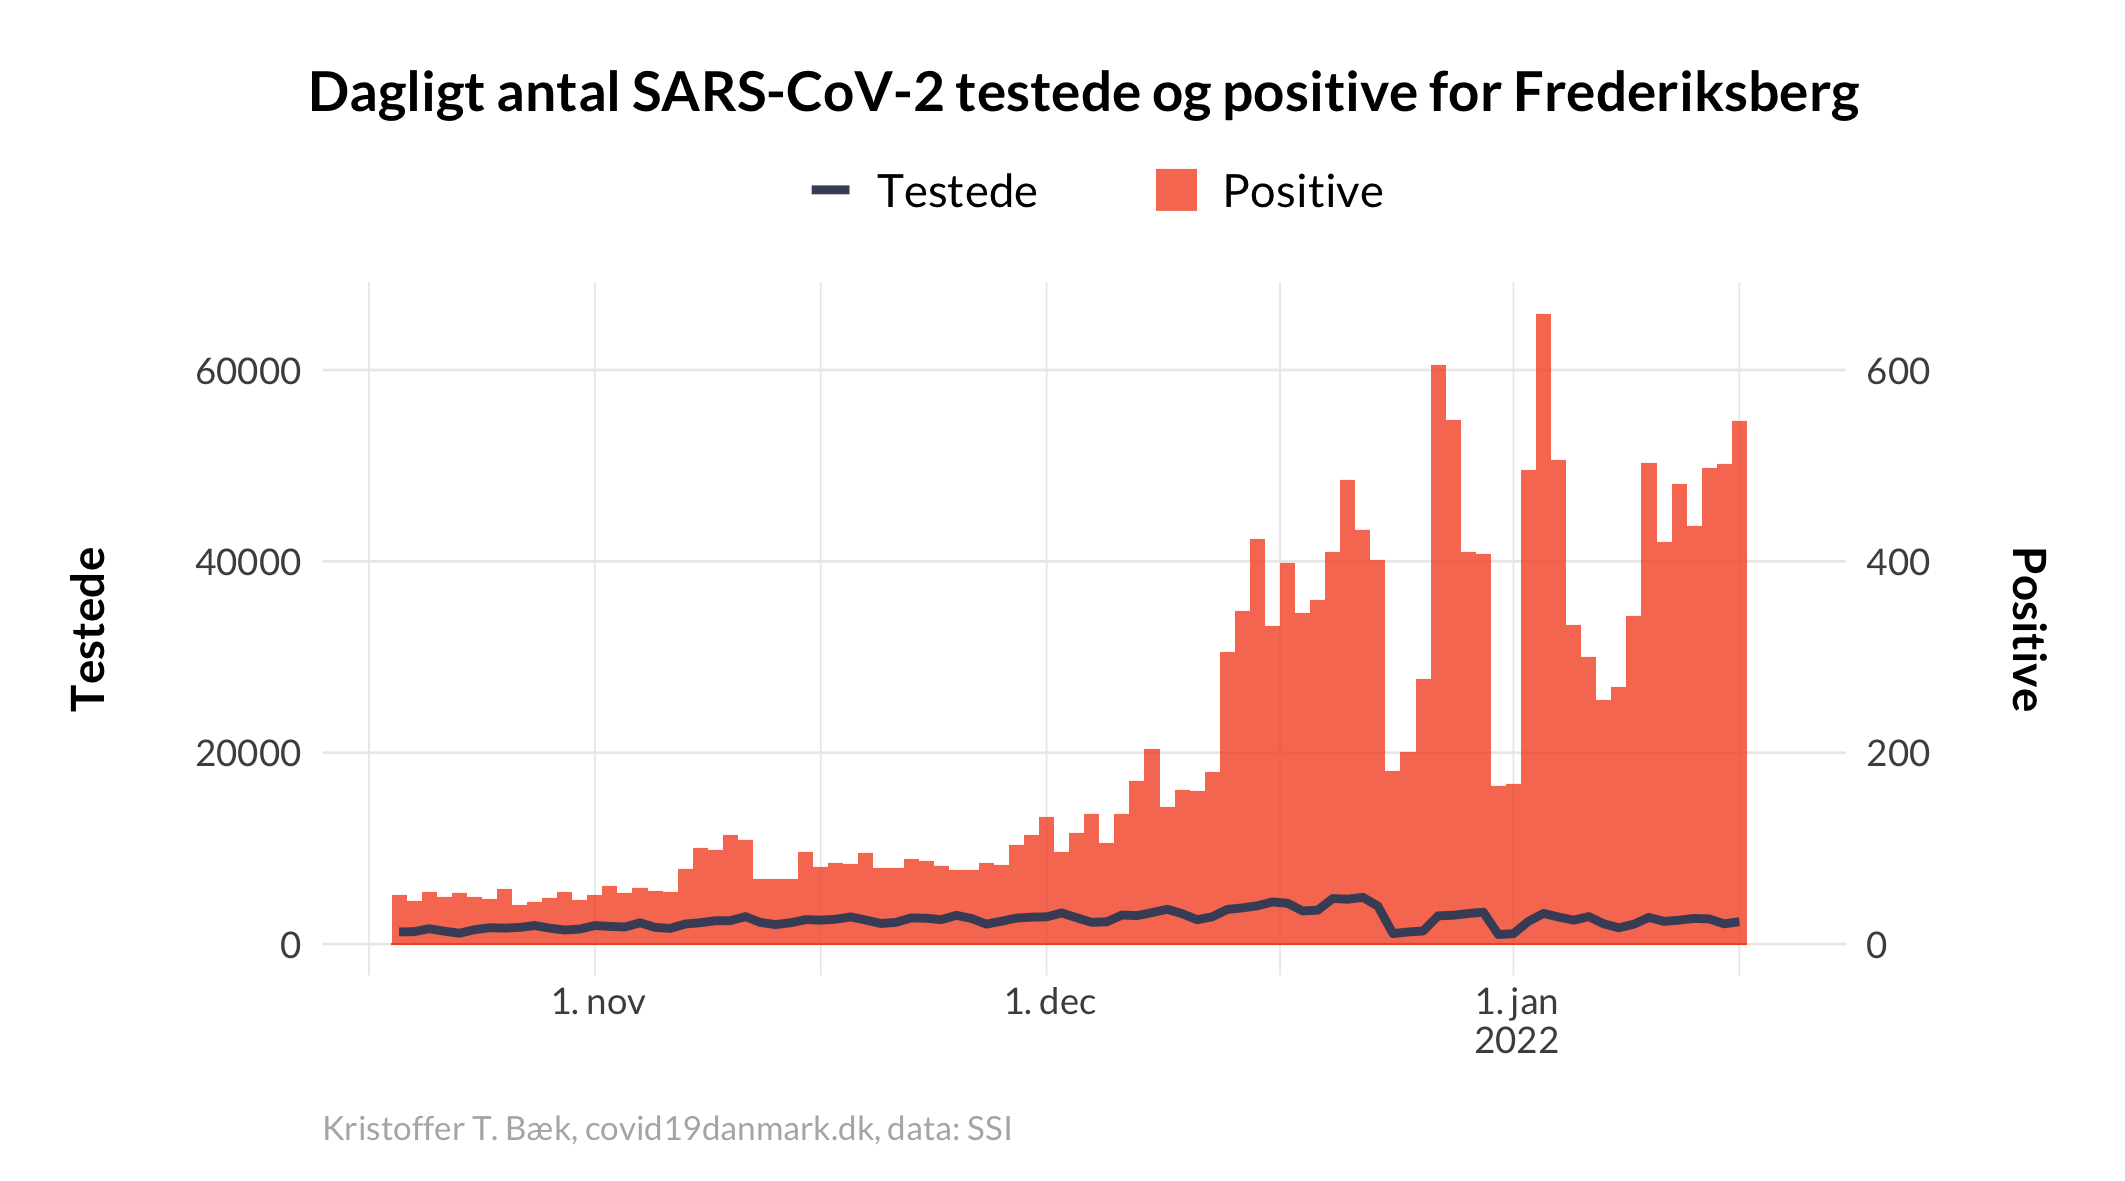 Dagligt antal SARS-CoV-2 testede og positive for Frederiksberg
Testede
Positive
Testede
60000
40000
20000
0
600
400
200
0
Positive
1. nov
1. dec
1. jan
2022
Kristoffer T. Bæk, covid19danmark.dk, data: SSI